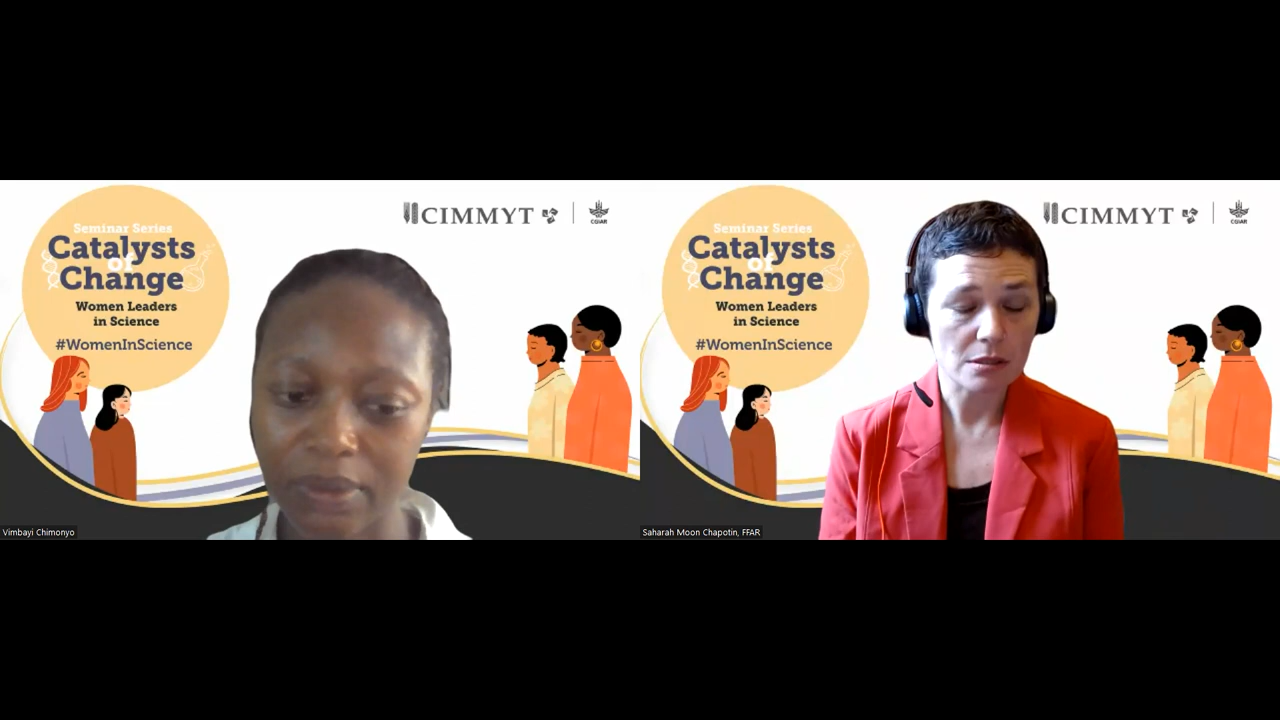 Seminar Series
Catalysts
of
Change
Women Leaders
in Science
#WomenInScience
CIMMYT
CGIAR
Vimbayi Chimonyo
Seminar Series
Catalysts
of
Change
Women Leaders
in Science
#WomenInScience
CIMMYT
CGIAR
Saharah Moon Chapotin, FFAR